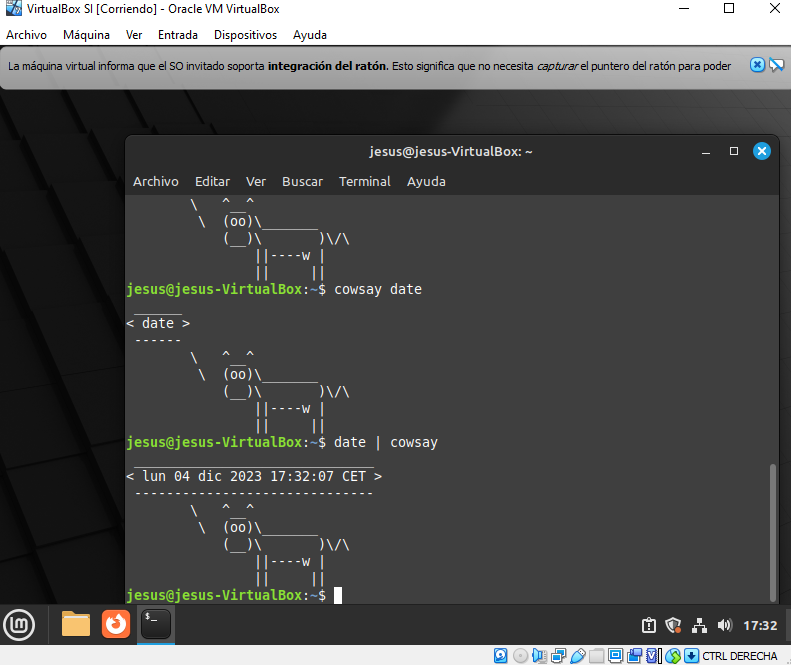 VirtualBox SI [Corriendo] - Oracle VM VirtualBox
Archivo Máquina Ver Entrada Dispositivos Ayuda
La máquina virtual informa que el SO invitado soporta integración del ratón. Esto significa que no necesita capturar el puntero del ratón para poder
jesus@jesus-VirtualBox: ~
Archivo Editar Ver Buscar Terminal Ayuda
        \   ^__^
         \  (oo)\_______
            (__)\       )\/\
                ||----w |
                ||     ||
jesus@jesus-VirtualBox:~$ cowsay date
 ______
< date >
 ------
        \   ^__^
         \  (oo)\_______
            (__)\       )\/\
                ||----w |
                ||     ||
jesus@jesus-VirtualBox:~$ date | cowsay
 ______________________________
< lun 04 dic 2023 17:32:07 CET >
 ------------------------------
        \   ^__^
         \  (oo)\_______
            (__)\       )\/\
                ||----w |
                ||     ||
jesus@jesus-VirtualBox:~$
17:32
CTRL DERECHA